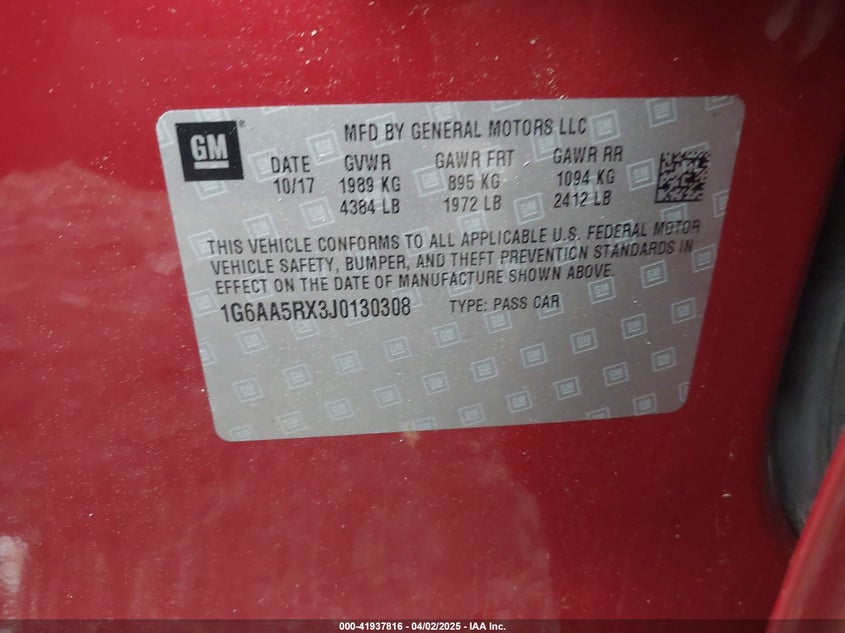 GM ®
MFD BY GENERAL MOTORS LLC
DATE GVWR GAWR FRT GAWR RR
10/17 1989 KG 895 KG 1094 KG
4384 LB 1972 LB 2412 LB
THIS VEHICLE CONFORMS TO ALL APPLICABLE U.S. FEDERAL MOTOR
VEHICLE SAFETY, BUMPER, AND THEFT PREVENTION STANDARDS IN
EFFECT ON THE DATE OF MANUFACTURE SHOWN ABOVE.
1G6AA5RX3J0130308 TYPE: PASS CAR
000-41937816 - 04/02/2025 - IAA Inc.